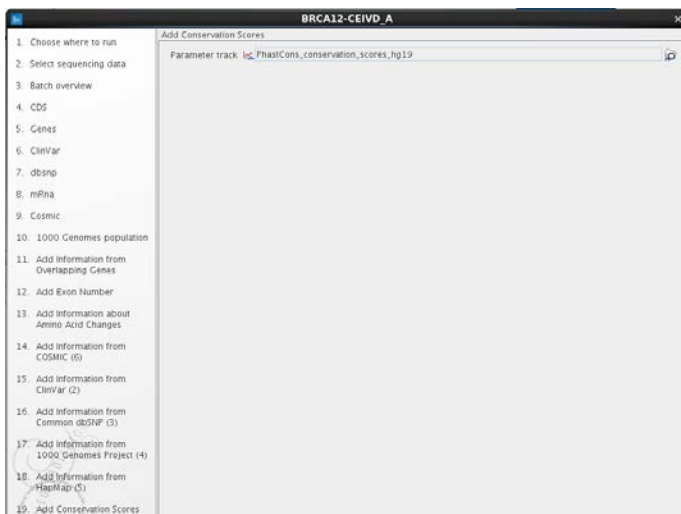 BRCA12-CEIVD_A
1. Choose where to run
2. Select sequencing data
3. Batch overview
4. CDS
5. Genes
6. ClinVar
7. dbsnp
8. mRna
9. Cosmic
10. 1000 Genomes population
11. Add Information from
Overlapping Genes
12. Add Exon Number
13. Add Information about
Amino Acid Changes
14. Add Information from
COSMIC (6)
15. Add Information from
ClinVar (2)
16. Add Information from
Common dbSNP (3)
17. Add Information from
1000 Genomes Project (4)
18. Add Information from
HapMap (5)
19. Add Conservation Scores
Add Conservation Scores
Parameter track PhastCons_conservation_scores_hg19